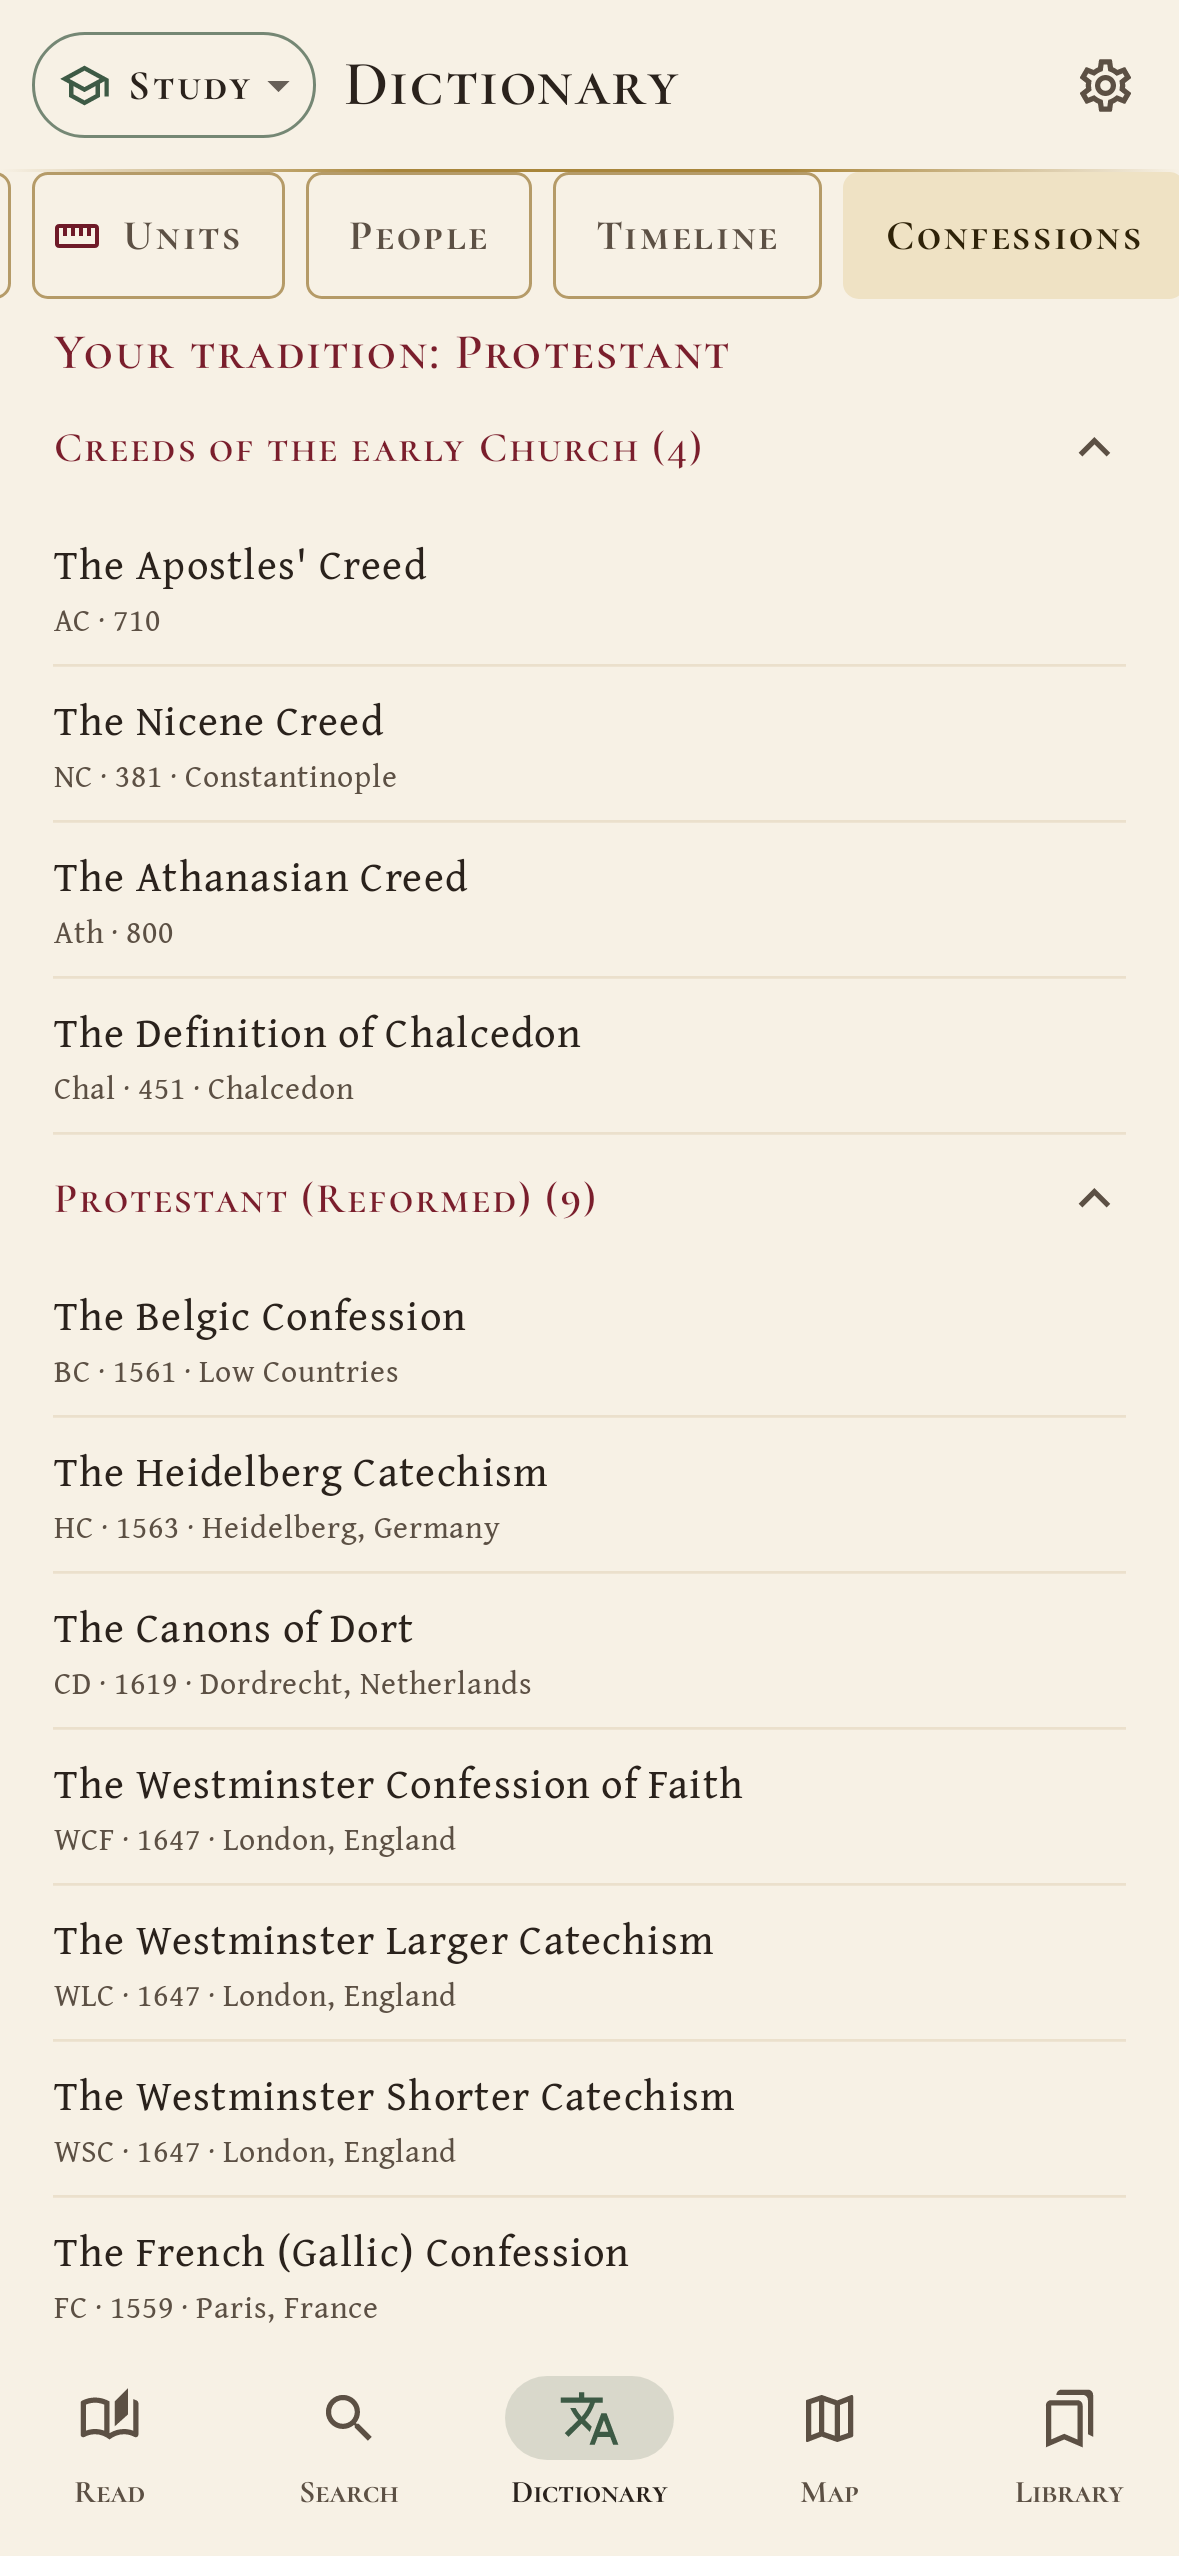 Study
Dictionary
Units
People
Timeline
Confessions
Your tradition: Protestant
Creeds of the early Church (4)
The Apostles' Creed
AC · 710
The Nicene Creed
NC · 381 · Constantinople
The Athanasian Creed
Ath · 800
The Definition of Chalcedon
Chal · 451 · Chalcedon
Protestant (Reformed) (9)
The Belgic Confession
BC · 1561 · Low Countries
The Heidelberg Catechism
HC · 1563 · Heidelberg, Germany
The Canons of Dort
CD · 1619 · Dordrecht, Netherlands
The Westminster Confession of Faith
WCF · 1647 · London, England
The Westminster Larger Catechism
WLC · 1647 · London, England
The Westminster Shorter Catechism
WSC · 1647 · London, England
The French (Gallic) Confession
FC · 1559 · Paris, France
Read
Search
Dictionary
Map
Library